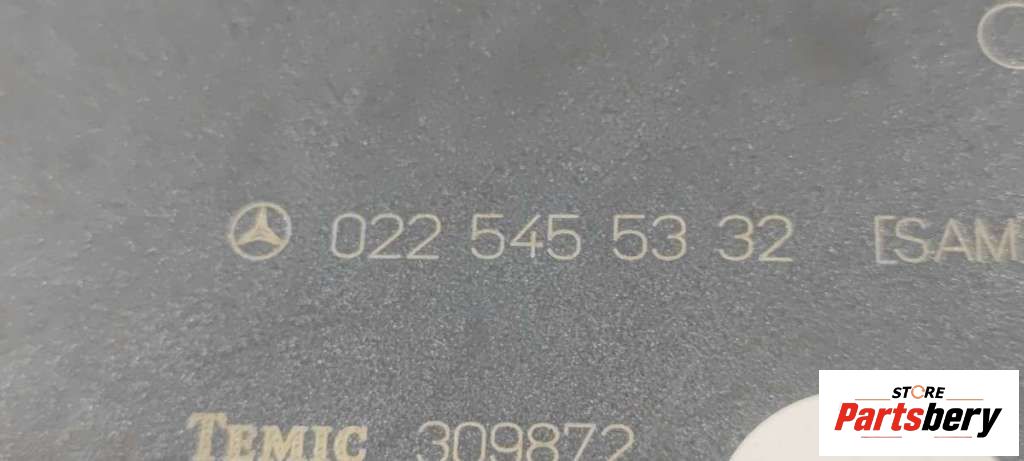 022 545 53 32 [SAM
TEMIC 309872
STORE
Partsbery